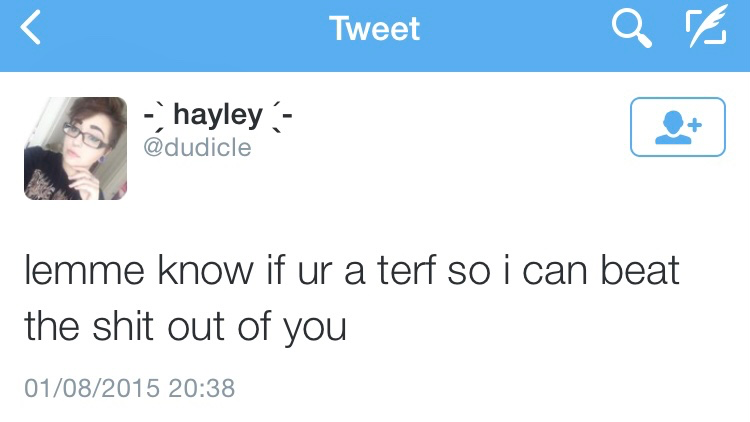 Tweet
-ˋˏ hayley ˊˎ-
@dudicle
lemme know if ur a terf so i can beat
the shit out of you
01/08/2015 20:38